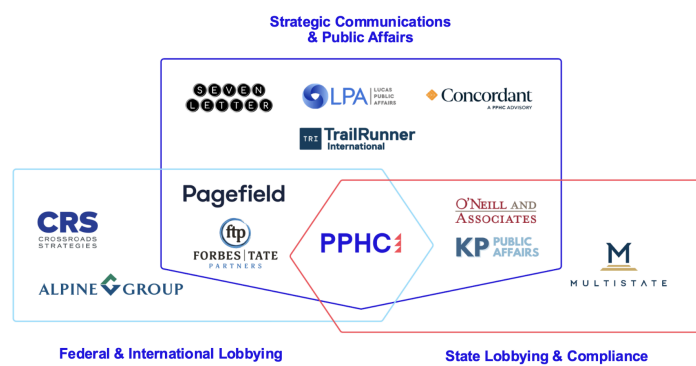 Strategic Communications
& Public Affairs
SEVEN
LETTER
LPA LUCAS
PUBLIC
AFFAIRS
Concordant
A PPHC ADVISORY
TRI TrailRunner
International
Pagefield
CRS
CROSSROADS
STRATEGIES
ftp
FORBES|TATE
PARTNERS
PPHC
O'NEILL AND
ASSOCIATES
KP PUBLIC
AFFAIRS
M
MULTISTATE
ALPINE GROUP
Federal & International Lobbying
State Lobbying & Compliance